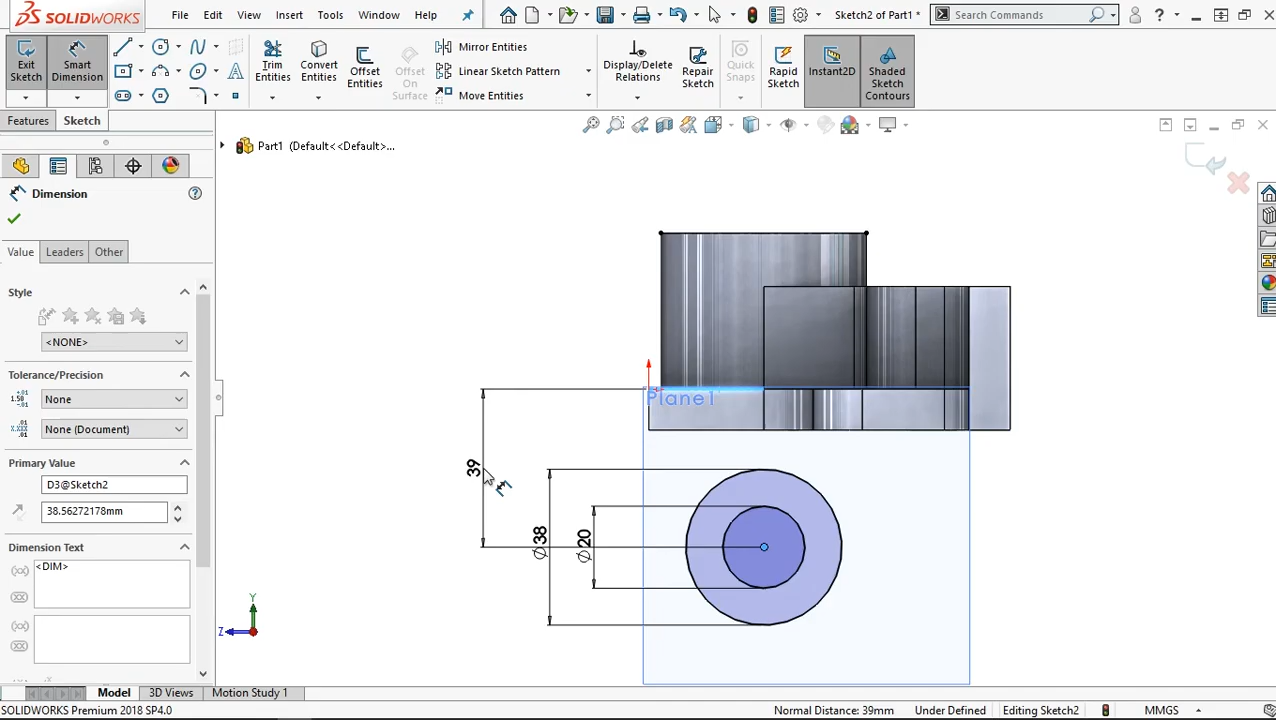 SOLIDWORKS File Edit View Insert Tools Window Help Sketch2 of Part1 * Search Commands ?
Exit Sketch Smart Dimension Trim Entities Convert Entities Offset Entities Offset On Surface Mirror Entities Linear Sketch Pattern Move Entities Display/Delete Relations Repair Sketch Quick Snaps Rapid Sketch Instant2D Shaded Sketch Contours
Features Sketch
Part1 (Default<<Default>...
Dimension
Value Leaders Other
Style
<NONE>
Tolerance/Precision
None
None (Document)
Primary Value
D3@Sketch2
38.56272178mm
Dimension Text
<DIM>
Plane1
39
∅38
∅20
Y
Z
Model 3D Views Motion Study 1
SOLIDWORKS Premium 2018 SP4.0 Normal Distance: 39mm Under Defined Editing Sketch2 MMGS